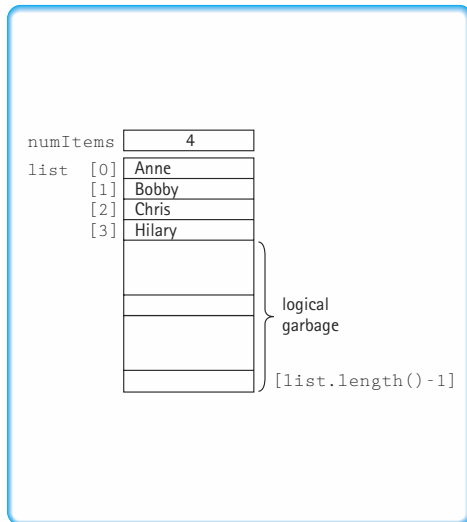 numItems 4
list [0] Anne
[1] Bobby
[2] Chris
[3] Hilary
logical
garbage
[list.length()-1]